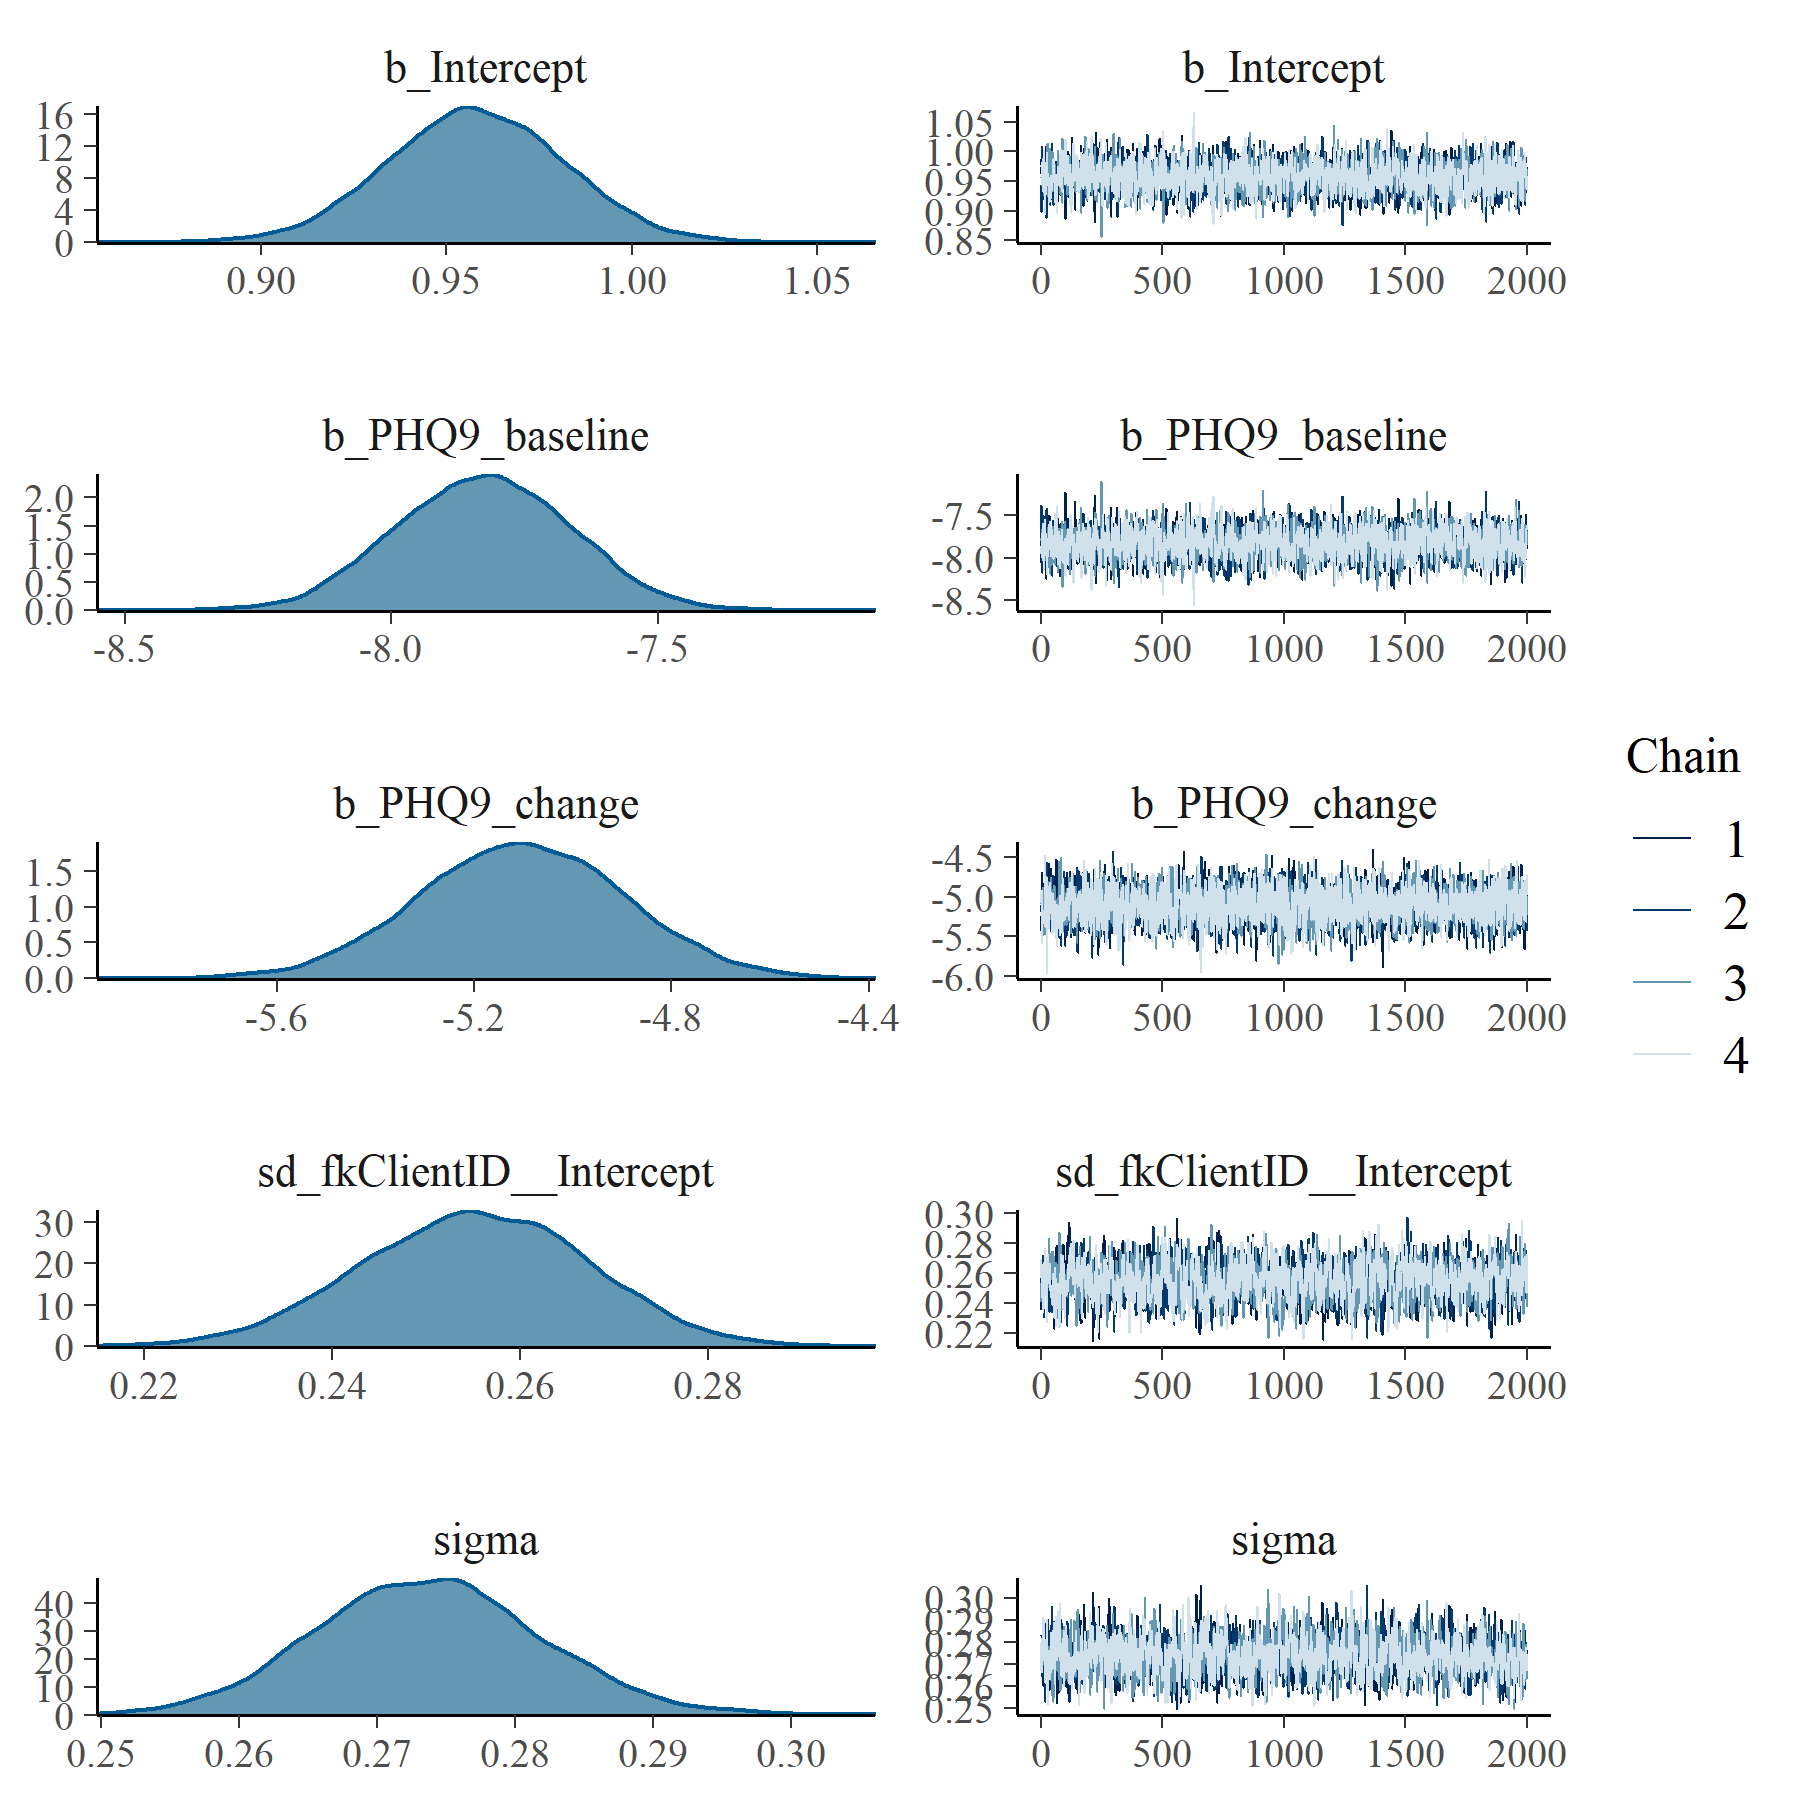 b_Intercept
16
12
8
4
0
0.90 0.95 1.00 1.05
b_Intercept
1.05
1.00
0.95
0.90
0.85
0 500 1000 1500 2000
b_PHQ9_baseline
2.0
1.5
1.0
0.5
0.0
-8.5 -8.0 -7.5
b_PHQ9_baseline
-7.5
-8.0
-8.5
0 500 1000 1500 2000
b_PHQ9_change
1.5
1.0
0.5
0.0
-5.6 -5.2 -4.8 -4.4
b_PHQ9_change
-4.5
-5.0
-5.5
-6.0
0 500 1000 1500 2000
Chain
1
2
3
4
sd_fkClientID__Intercept
30
20
10
0
0.22 0.24 0.26 0.28
sd_fkClientID__Intercept
0.30
0.28
0.26
0.24
0.22
0 500 1000 1500 2000
sigma
40
30
20
10
0
0.25 0.26 0.27 0.28 0.29 0.30
sigma
0.30
0.29
0.28
0.27
0.26
0.25
0 500 1000 1500 2000